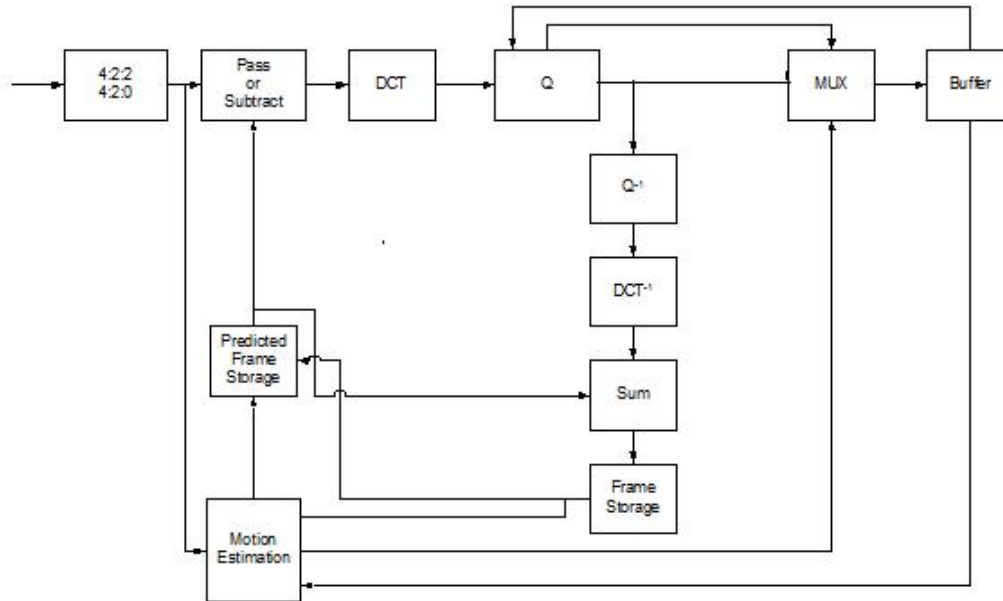 4:2:2
4:2:0
Pass
or
Subtract
DCT
Q
MUX
Buffer
Q⁻¹
DCT⁻¹
Predicted
Frame
Storage
Sum
Frame
Storage
Motion
Estimation